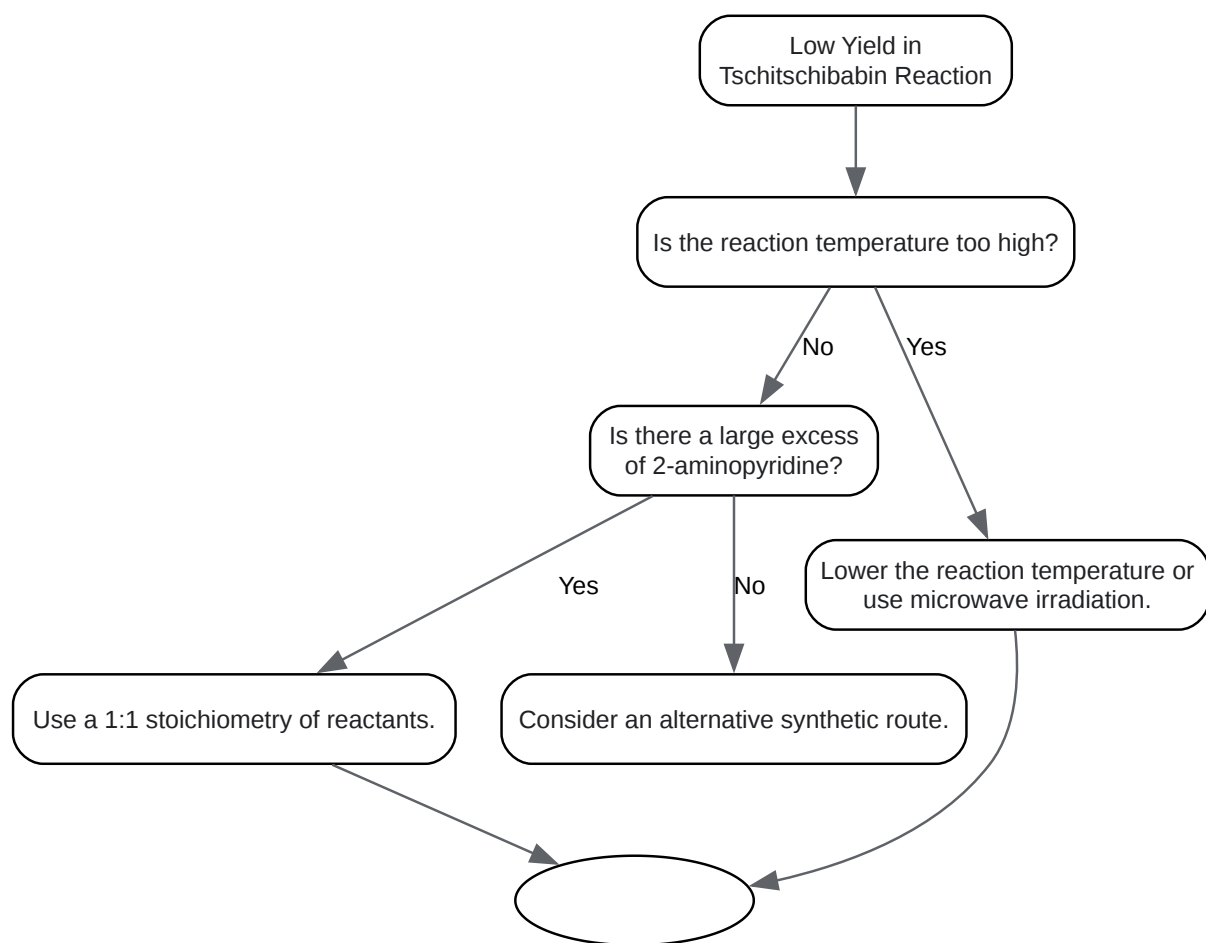 Low Yield in
Tschitschibabin Reaction
Is the reaction temperature too high?
No
Yes
Is there a large excess
of 2-aminopyridine?
Lower the reaction temperature or
use microwave irradiation.
Yes
No
Use a 1:1 stoichiometry of reactants.
Consider an alternative synthetic route.